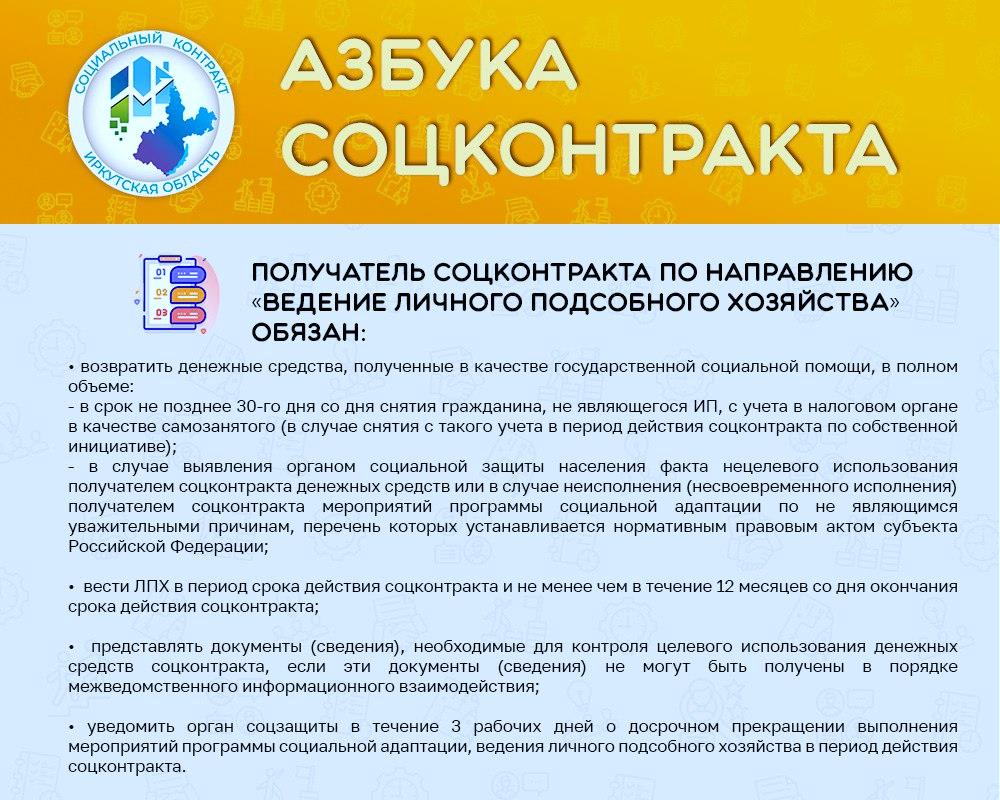 СОЦИАЛЬНЫЙ КОНТРАКТ
ИРКУТСКАЯ ОБЛАСТЬ
АЗБУКА
СОЦКОНТРАКТА
01
02
03
ПОЛУЧАТЕЛЬ СОЦКОНТРАКТА ПО НАПРАВЛЕНИЮ
«ВЕДЕНИЕ ЛИЧНОГО ПОДСОБНОГО ХОЗЯЙСТВА»
ОБЯЗАН:
• возвратить денежные средства, полученные в качестве государственной социальной помощи, в полном
объеме:
- в срок не позднее 30-го дня со дня снятия гражданина, не являющегося ИП, с учета в налоговом органе
в качестве самозанятого (в случае снятия с такого учета в период действия соцконтракта по собственной
инициативе);
- в случае выявления органом социальной защиты населения факта нецелевого использования
получателем соцконтракта денежных средств или в случае неисполнения (несвоевременного исполнения)
получателем соцконтракта мероприятий программы социальной адаптации по не являющимся
уважительными причинам, перечень которых устанавливается нормативным правовым актом субъекта
Российской Федерации;
• вести ЛПХ в период срока действия соцконтракта и не менее чем в течение 12 месяцев со дня окончания
срока действия соцконтракта;
• представлять документы (сведения), необходимые для контроля целевого использования денежных
средств соцконтракта, если эти документы (сведения) не могут быть получены в порядке
межведомственного информационного взаимодействия;
• уведомить орган соцзащиты в течение 3 рабочих дней о досрочном прекращении выполнения
мероприятий программы социальной адаптации, ведения личного подсобного хозяйства в период действия
соцконтракта.